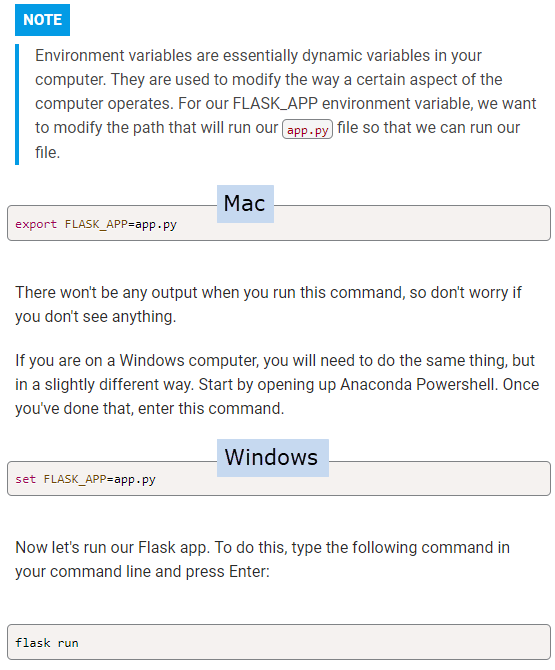 NOTE
Environment variables are essentially dynamic variables in your
computer. They are used to modify the way a certain aspect of the
computer operates. For our FLASK_APP environment variable, we want
to modify the path that will run our app.py file so that we can run our
file.
Mac
export FLASK_APP=app.py
There won't be any output when you run this command, so don't worry if
you don't see anything.
If you are on a Windows computer, you will need to do the same thing, but
in a slightly different way. Start by opening up Anaconda Powershell. Once
you've done that, enter this command.
Windows
set FLASK_APP=app.py
Now let's run our Flask app. To do this, type the following command in
your command line and press Enter:
flask run